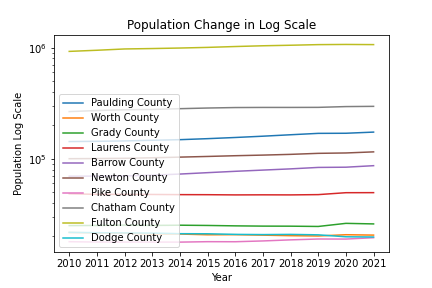 Population Change in Log Scale
Population Log Scale
10^6
10^5
Paulding County
Worth County
Grady County
Laurens County
Barrow County
Newton County
Pike County
Chatham County
Fulton County
Dodge County
2010 2011 2012 2013 2014 2015 2016 2017 2018 2019 2020 2021
Year